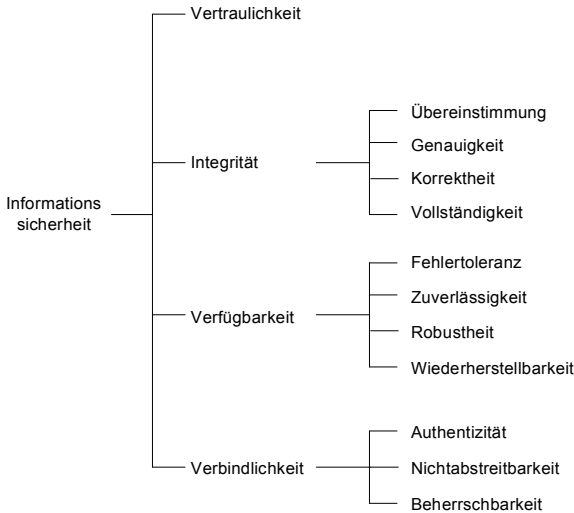 Vertraulichkeit
Übereinstimmung
Genauigkeit
Integrität
Korrektheit
Vollständigkeit
Informations
sicherheit
Fehlertoleranz
Zuverlässigkeit
Verfügbarkeit
Robustheit
Wiederherstellbarkeit
Authentizität
Verbindlichkeit
Nichtabstreitbarkeit
Beherrschbarkeit